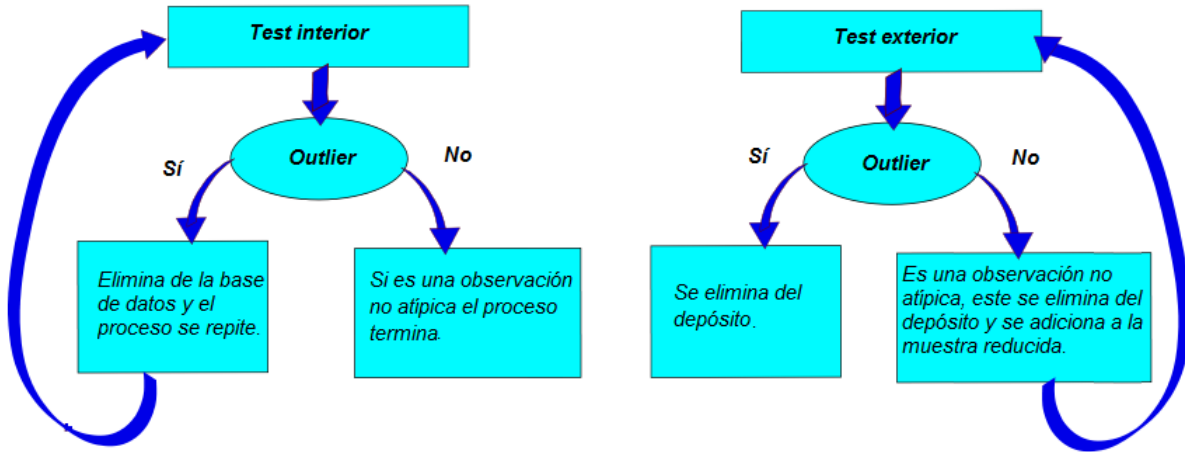 Test interior
Outlier
Sí
No
Elimina de la base
de datos y el
proceso se repite.
Si es una observación
no atípica el proceso
termina.
Test exterior
Outlier
Sí
No
Se elimina del
depósito.
Es una observación no
atípica, este se elimina del
depósito y se adiciona a la
muestra reducida.